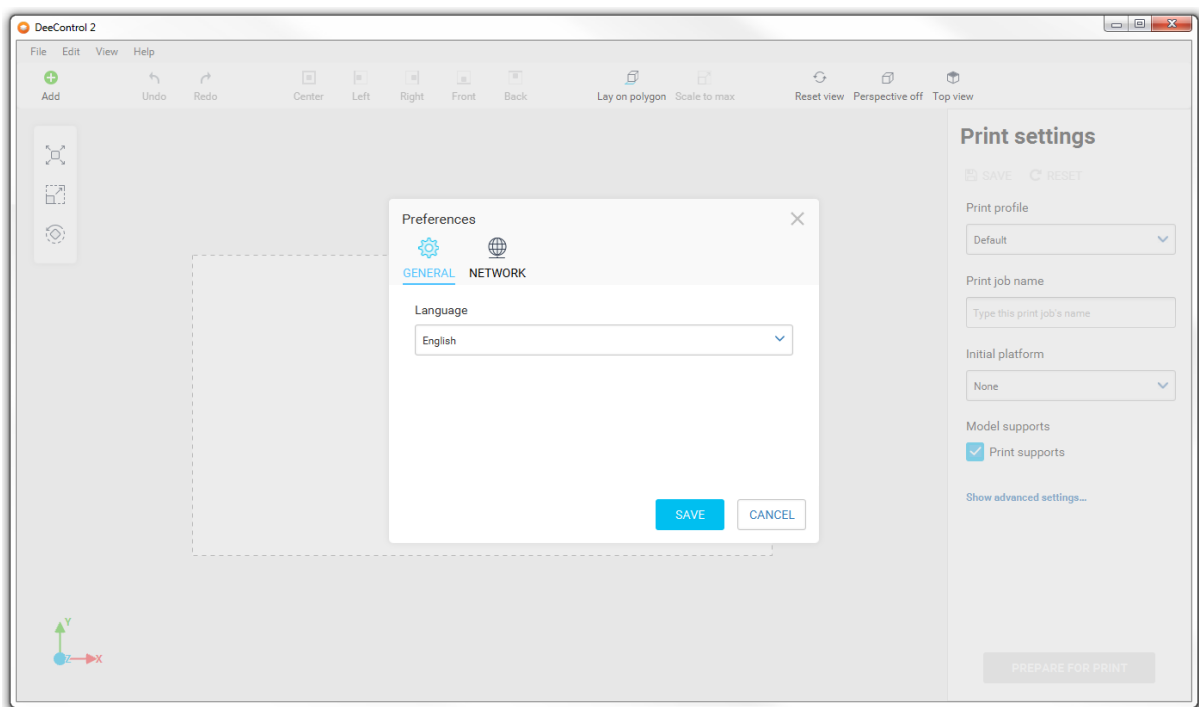 DeeControl 2
File Edit View Help
Add Undo Redo Center Left Right Front Back Lay on polygon Scale to max Reset view Perspective off Top view
Print settings
SAVE RESET
Print profile
Default
Print job name
Type this print job's name
Initial platform
None
Model supports
Print supports
Show advanced settings...
PREPARE FOR PRINT
Preferences
GENERAL NETWORK
Language
English
SAVE CANCEL
Y
Z X